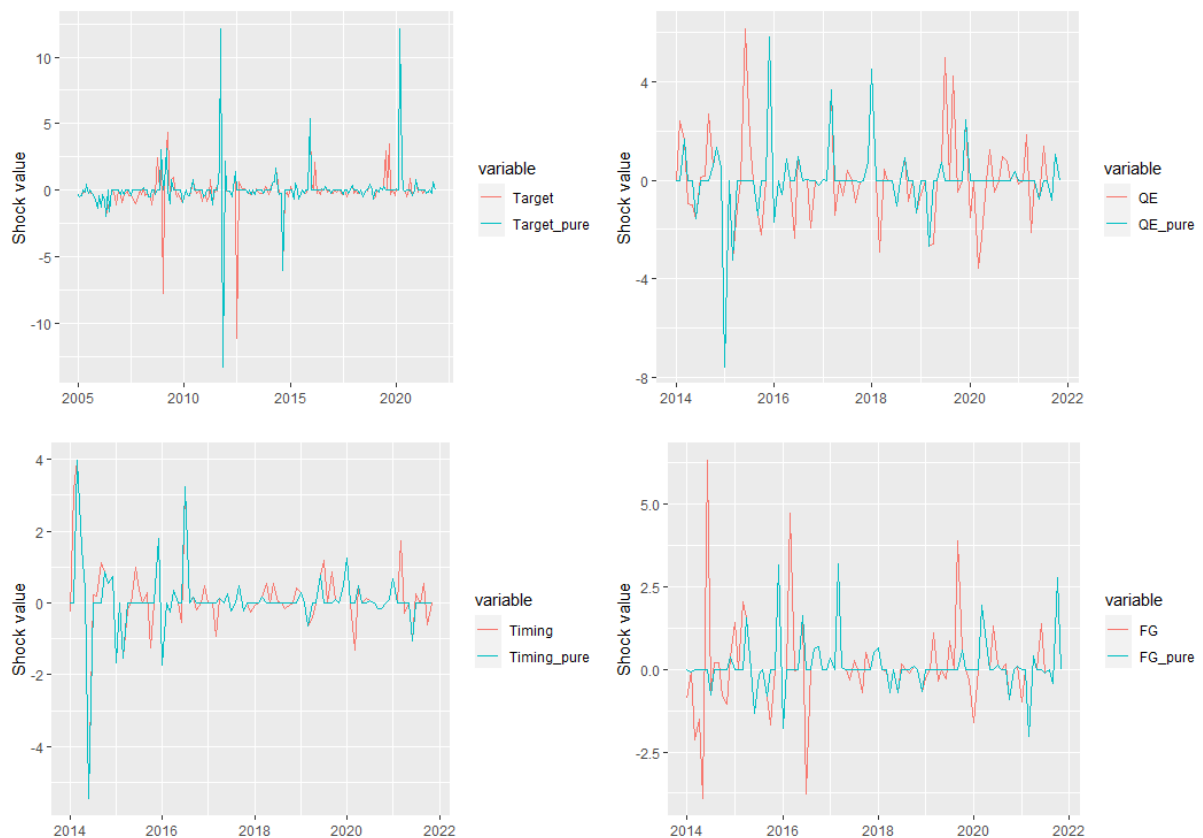 Shock value
10
5
0
-5
-10
2005 2010 2015 2020
variable
Target
Target_pure
Shock value
4
0
-4
-8
2014 2016 2018 2020 2022
variable
QE
QE_pure
Shock value
4
2
0
-2
-4
2014 2016 2018 2020 2022
variable
Timing
Timing_pure
Shock value
5.0
2.5
0.0
-2.5
2014 2016 2018 2020 2022
variable
FG
FG_pure